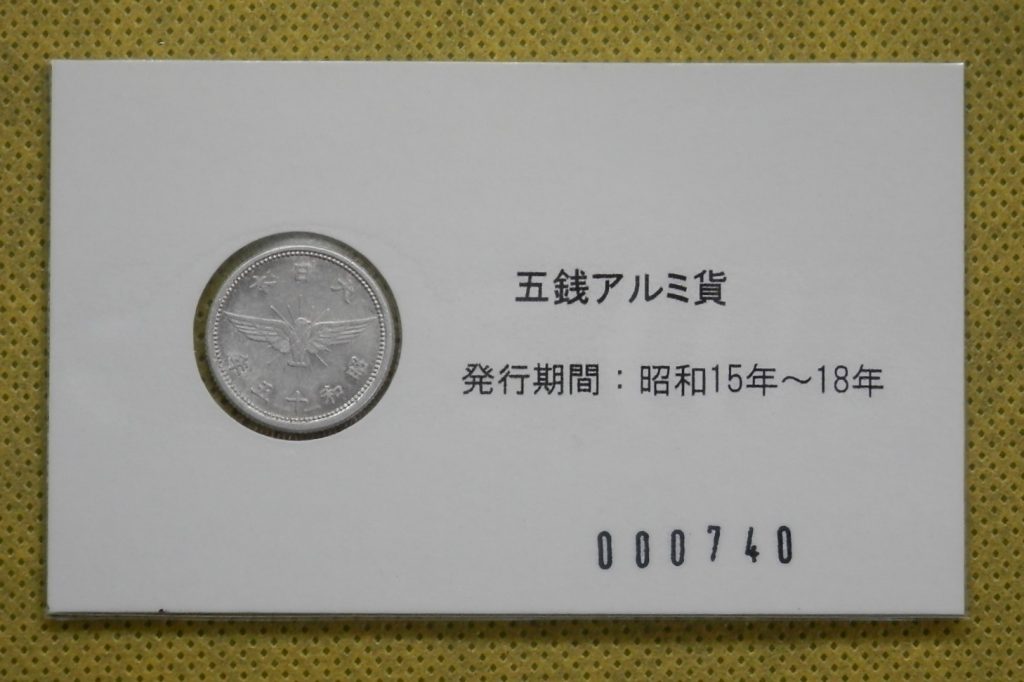 大日本
昭和十五年
五銭アルミ貨
発行期間：昭和15年～18年
000740